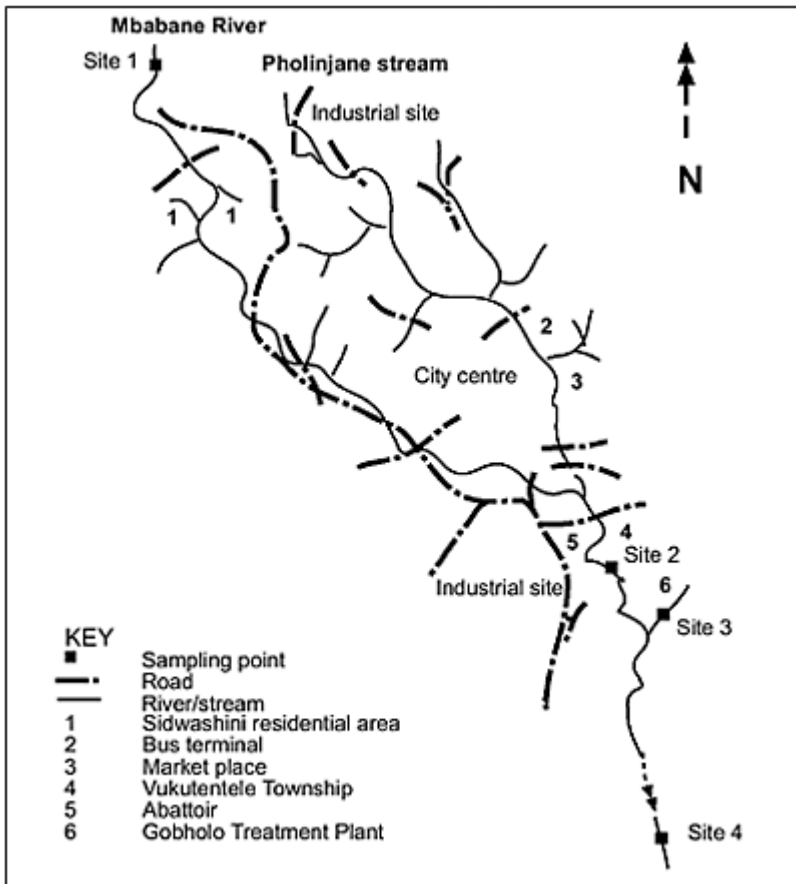 Mbabane River
Site 1
Pholinjane stream
Industrial site
N
1
1
2
City centre
3
4
5
Site 2
Industrial site
6
Site 3
KEY
Sampling point
Road
River/stream
1 Sidwashini residential area
2 Bus terminal
3 Market place
4 Vukutentele Township
5 Abattoir
6 Gobholo Treatment Plant
Site 4